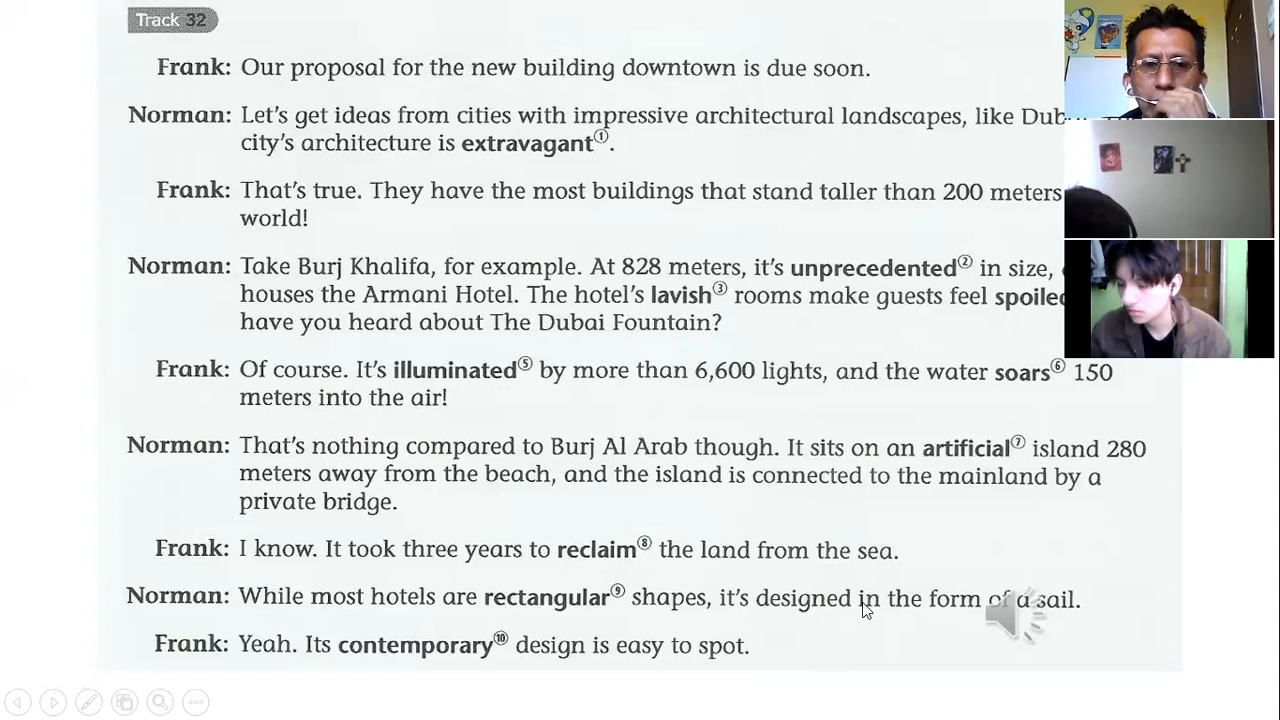 Track 32
Frank: Our proposal for the new building downtown is due soon.
Norman: Let's get ideas from cities with impressive architectural landscapes, like
city's architecture is extravagant①.
Frank: That's true. They have the most buildings that stand taller than 200 meters
world!
Norman: Take Burj Khalifa, for example. At 828 meters, it's unprecedented② in size,
houses the Armani Hotel. The hotel's lavish③ rooms make guests feel spoiled
have you heard about The Dubai Fountain?
Frank: Of course. It's illuminated⑤ by more than 6,600 lights, and the water soars⑥ 150
meters into the air!
Norman: That's nothing compared to Burj Al Arab though. It sits on an artificial⑦ island 280
meters away from the beach, and the island is connected to the mainland by a
private bridge.
Frank: I know. It took three years to reclaim⑧ the land from the sea.
Norman: While most hotels are rectangular⑨ shapes, it's designed in the form of a sail.
Frank: Yeah. Its contemporary⑩ design is easy to spot.